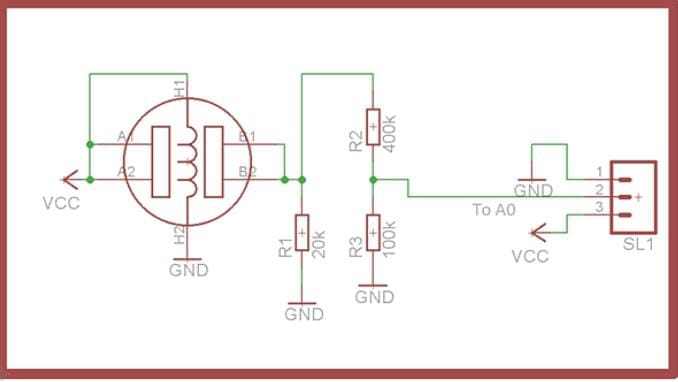 H1
A1
B1
A2
B2
VCC
H2
GND
R1
20k
GND
R2
400k
R3
100k
GND
GND
To A0
VCC
1
2
3
SL1